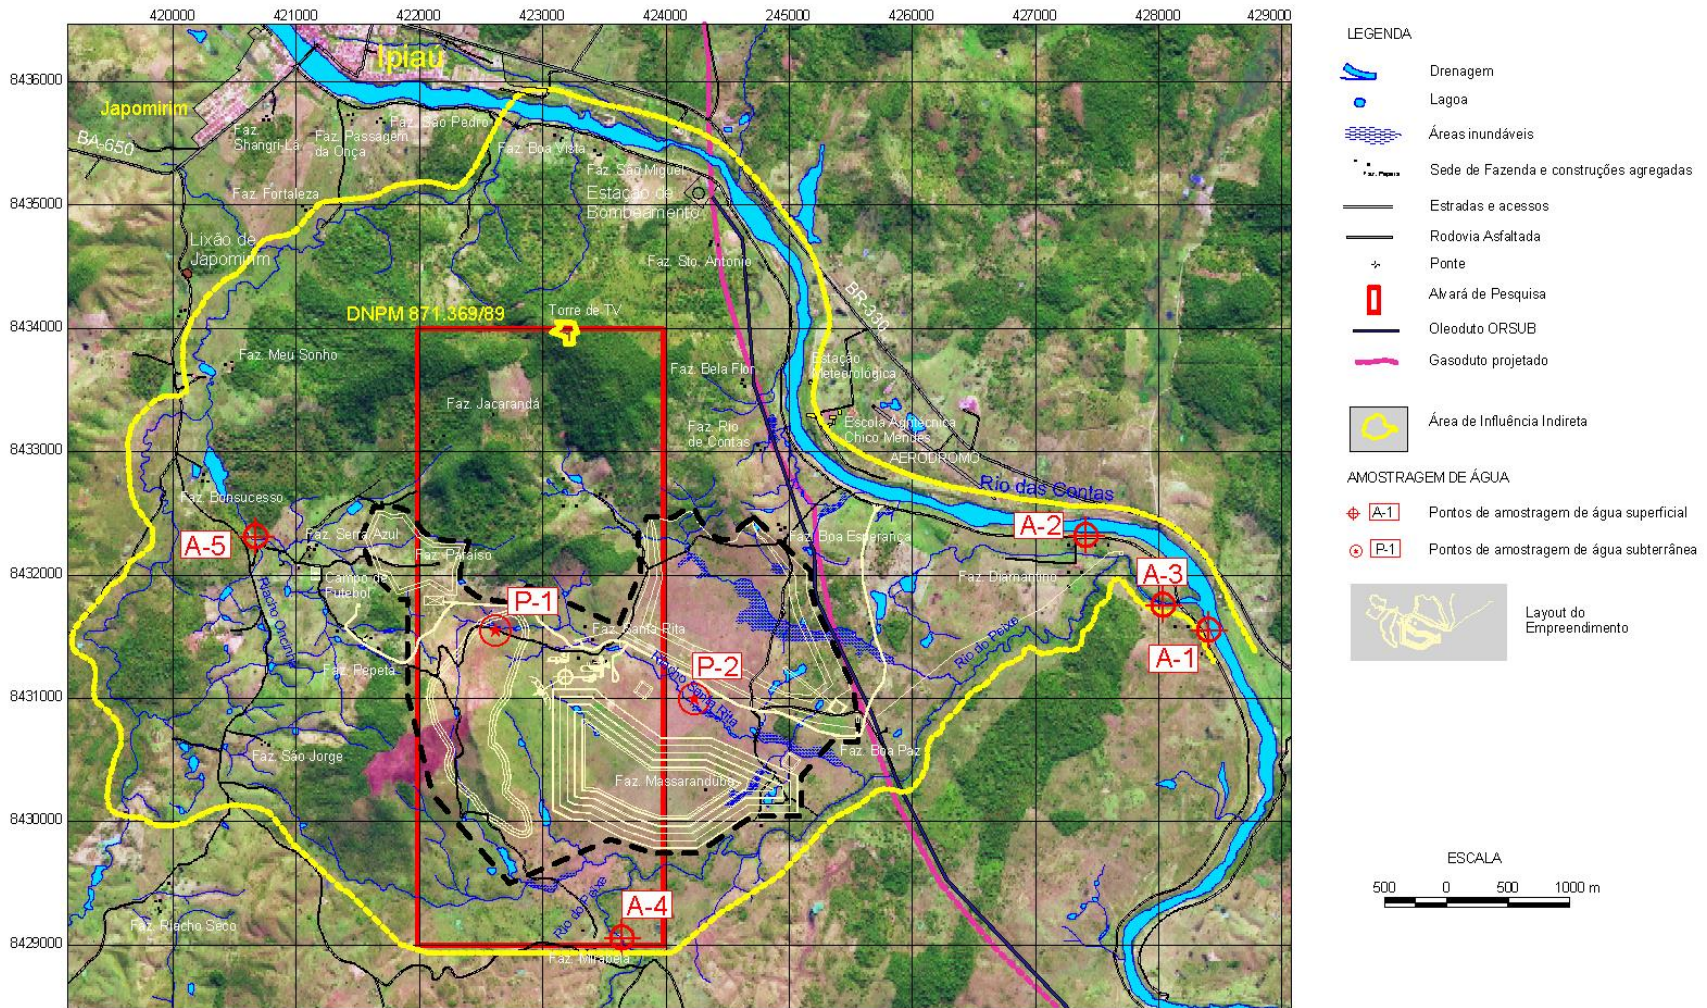 420000 421000 422000 423000 424000 245000 426000 427000 428000 429000
8436000
8435000
8434000
8433000
8432000
8431000
8430000
8429000
Ipiaú
Japomirim
BA-650
Faz.
Shangri-Lá
Faz. Passagem
da Onça
Faz. São Pedro
Faz. Boa Vista
Faz. São Miguel
Faz. Fortaleza
Estação de
Bombeamento
Lixão de
Japomirim
Faz. Sto. Antonio
BR-330
DNPM 871.369/89
Torre de TV
Faz. Meu Sonho
Faz. Jacarandá
Faz. Bela Flor
Estação
Meteorológica
Faz. Rio
de Contas
Escola Agrotécnica
Chico Mendes
AERÓDROMO
Rio das Contas
Faz. Bonsucesso
A-5
Faz. Serra Azul
Faz. Paraíso
Campo de
Futebol
Faz. Boa Esperança
A-2
Faz. Diamantino
A-3
A-1
P-1
Faz. Santa Rita
Riacho Oncinha
Faz. Pepeta
P-2
Riacho Santa Rita
Rio do Peixe
Faz. São Jorge
Faz. Boa Paz
Faz. Massaranduba
Faz. Riacho Seco
Rio do Peixe
A-4
Faz. Mirabela
LEGENDA
Drenagem
Lagoa
Áreas inundáveis
Faz. Pepeta
Sede de Fazenda e construções agregadas
Estradas e acessos
Rodovia Asfaltada
Ponte
Alvará de Pesquisa
Oleoduto ORSUB
Gasoduto projetado
Área de Influência Indireta
AMOSTRAGEM DE ÁGUA
A-1 Pontos de amostragem de água superficial
P-1 Pontos de amostragem de água subterrânea
Layout do
Empreendimento
ESCALA
500 0 500 1000 m